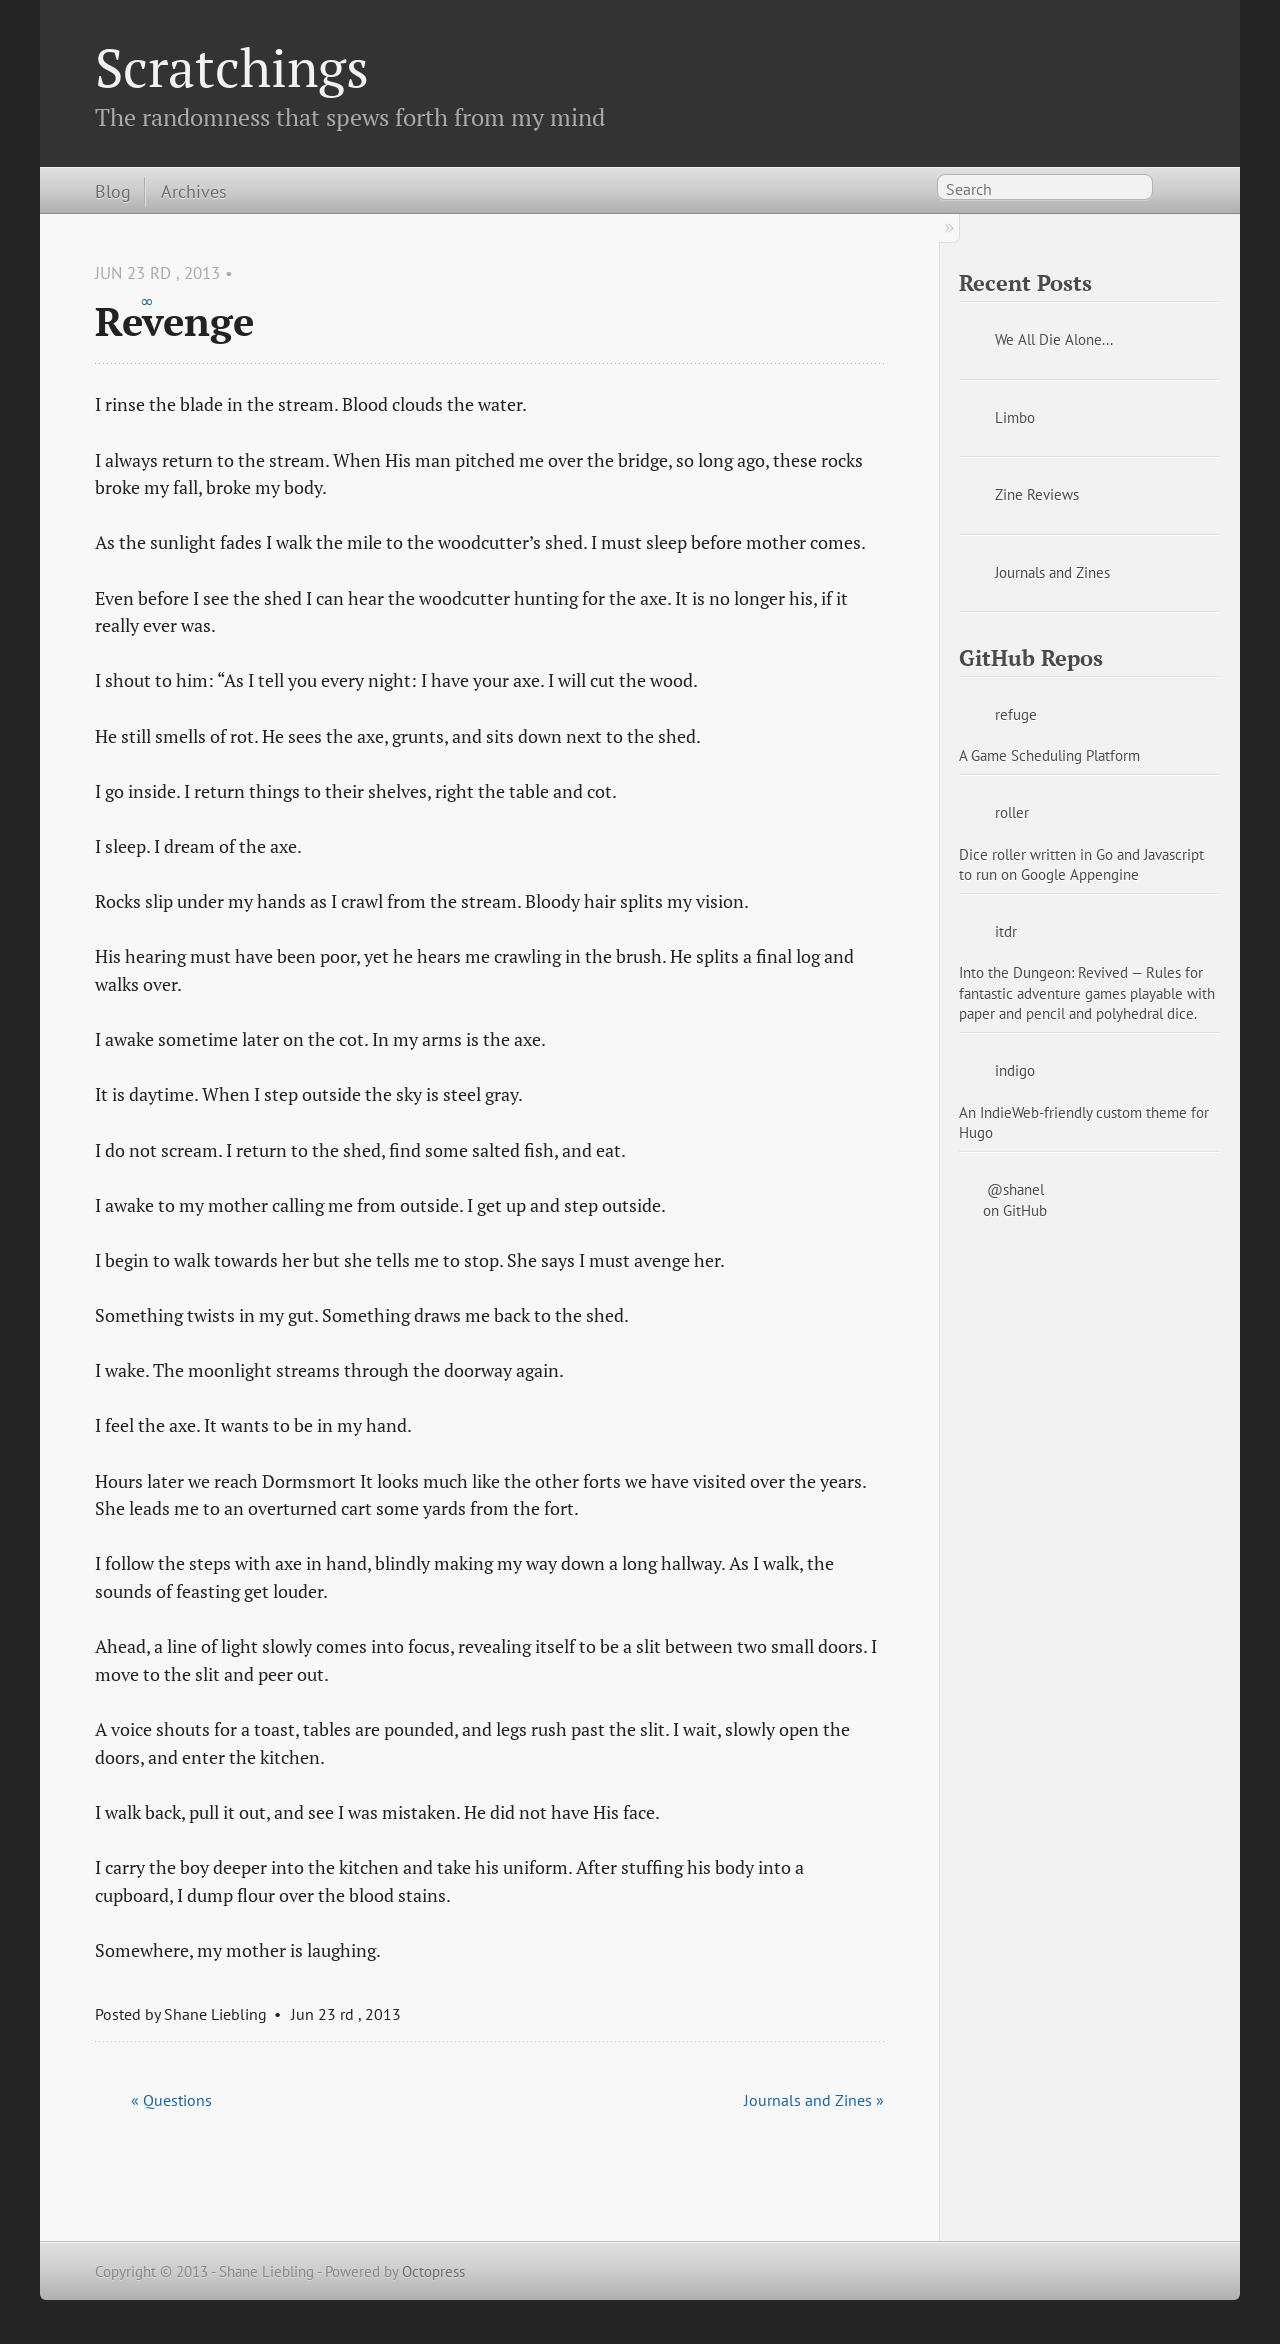 Scratchings
The randomness that spews forth from my mind
Blog
Archives
Search
»
JUN 23 RD , 2013 •
∞
Revenge
I rinse the blade in the stream. Blood clouds the water.
I always return to the stream. When His man pitched me over the bridge, so long ago, these rocks
broke my fall, broke my body.
As the sunlight fades I walk the mile to the woodcutter’s shed. I must sleep before mother comes.
Even before I see the shed I can hear the woodcutter hunting for the axe. It is no longer his, if it
really ever was.
I shout to him: “As I tell you every night: I have your axe. I will cut the wood.
He still smells of rot. He sees the axe, grunts, and sits down next to the shed.
I go inside. I return things to their shelves, right the table and cot.
I sleep. I dream of the axe.
Rocks slip under my hands as I crawl from the stream. Bloody hair splits my vision.
His hearing must have been poor, yet he hears me crawling in the brush. He splits a final log and
walks over.
I awake sometime later on the cot. In my arms is the axe.
It is daytime. When I step outside the sky is steel gray.
I do not scream. I return to the shed, find some salted fish, and eat.
I awake to my mother calling me from outside. I get up and step outside.
I begin to walk towards her but she tells me to stop. She says I must avenge her.
Something twists in my gut. Something draws me back to the shed.
I wake. The moonlight streams through the doorway again.
I feel the axe. It wants to be in my hand.
Hours later we reach Dormsmort It looks much like the other forts we have visited over the years.
She leads me to an overturned cart some yards from the fort.
I follow the steps with axe in hand, blindly making my way down a long hallway. As I walk, the
sounds of feasting get louder.
Ahead, a line of light slowly comes into focus, revealing itself to be a slit between two small doors. I
move to the slit and peer out.
A voice shouts for a toast, tables are pounded, and legs rush past the slit. I wait, slowly open the
doors, and enter the kitchen.
I walk back, pull it out, and see I was mistaken. He did not have His face.
I carry the boy deeper into the kitchen and take his uniform. After stuffing his body into a
cupboard, I dump flour over the blood stains.
Somewhere, my mother is laughing.
Posted by Shane Liebling • Jun 23 rd , 2013
« Questions
Journals and Zines »
Recent Posts
We All Die Alone...
Limbo
Zine Reviews
Journals and Zines
GitHub Repos
refuge
A Game Scheduling Platform
roller
Dice roller written in Go and Javascript
to run on Google Appengine
itdr
Into the Dungeon: Revived — Rules for
fantastic adventure games playable with
paper and pencil and polyhedral dice.
indigo
An IndieWeb-friendly custom theme for
Hugo
@shanel
on GitHub
Copyright © 2013 - Shane Liebling - Powered by Octopress